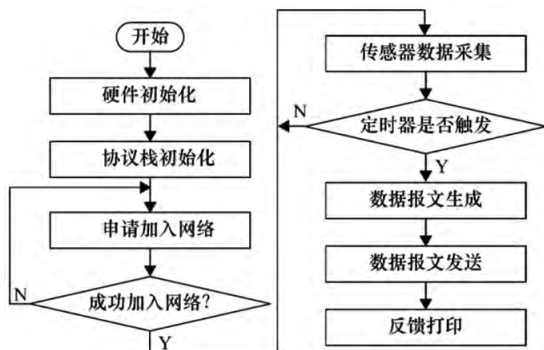 开始
硬件初始化
协议栈初始化
申请加入网络
成功加入网络?
N
Y
传感器数据采集
定时器是否触发
N
Y
数据报文生成
数据报文发送
反馈打印